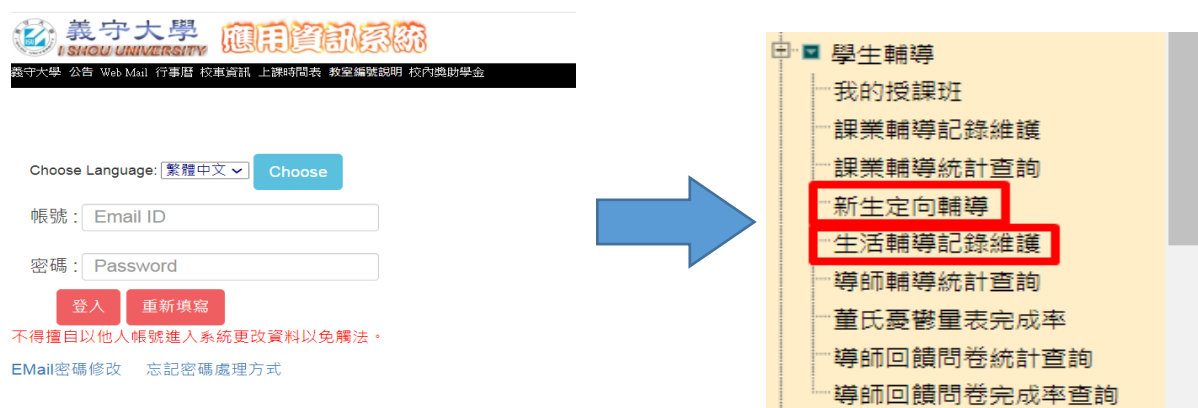 義守大學 應用資訊系統
I SHOU UNIVERSITY
義守大學 公告 Web Mail 行事曆 校車資訊 上課時間表 教室編號說明 校內獎助學金
Choose Language: 繁體中文 Choose
帳號 : Email ID
密碼 : Password
登入 重新填寫
不得擅自以他人帳號進入系統更改資料以免觸法。
EMail密碼修改 忘記密碼處理方式
學生輔導
我的授課班
課業輔導記錄維護
課業輔導統計查詢
新生定向輔導
生活輔導記錄維護
導師輔導統計查詢
董氏憂鬱量表完成率
導師回饋問卷統計查詢
導師回饋問卷完成率查詢